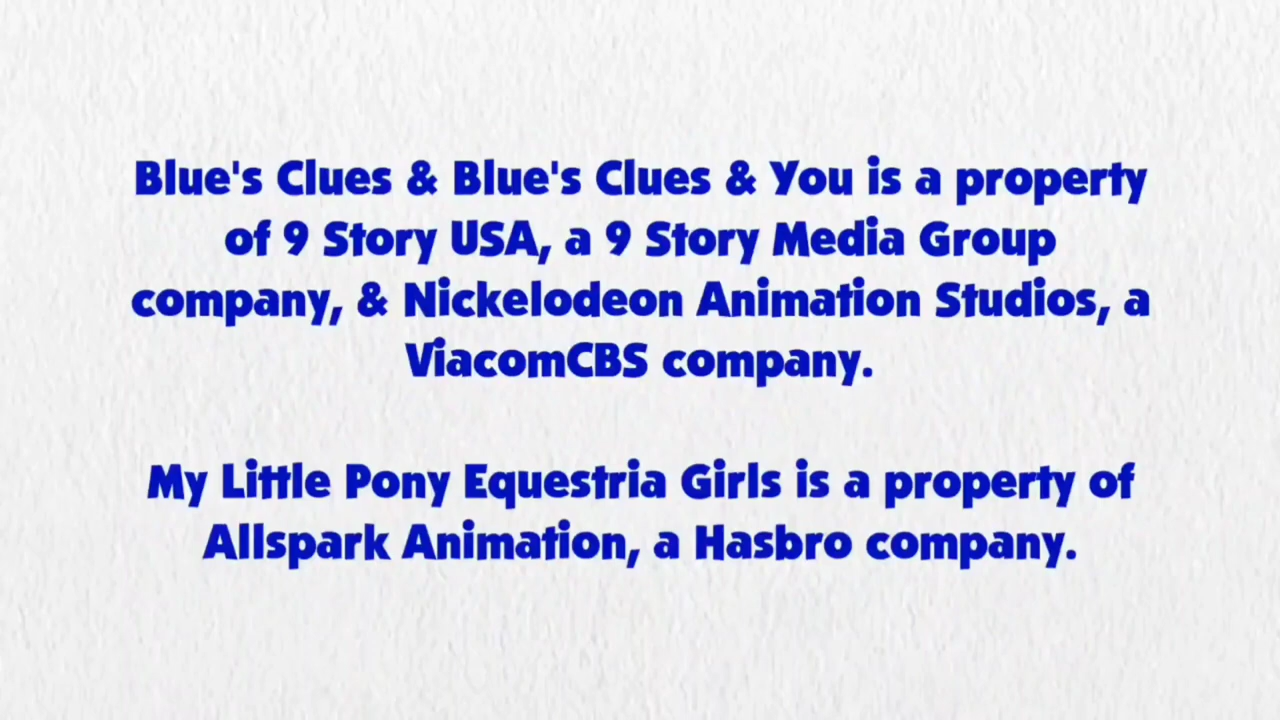 Blue's Clues & Blue's Clues & You is a property
of 9 Story USA, a 9 Story Media Group
company, & Nickelodeon Animation Studios, a
ViacomCBS company.
My Little Pony Equestria Girls is a property of
Allspark Animation, a Hasbro company.